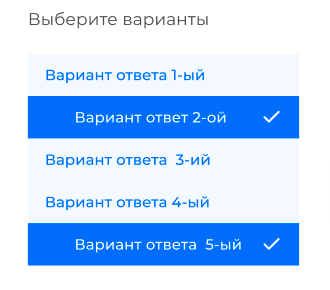 Выберите варианты
Вариант ответа 1-ый
Вариант ответ 2-ой
Вариант ответа 3-ий
Вариант ответа 4-ый
Вариант ответа 5-ый